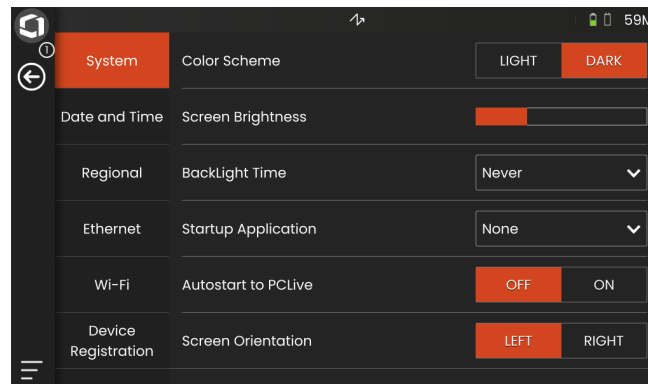 59M
1
System
Color Scheme
LIGHT
DARK
Date and Time
Screen Brightness
Regional
BackLight Time
Never
Ethernet
Startup Application
None
Wi-Fi
Autostart to PCLive
OFF
ON
Device
Registration
Screen Orientation
LEFT
RIGHT